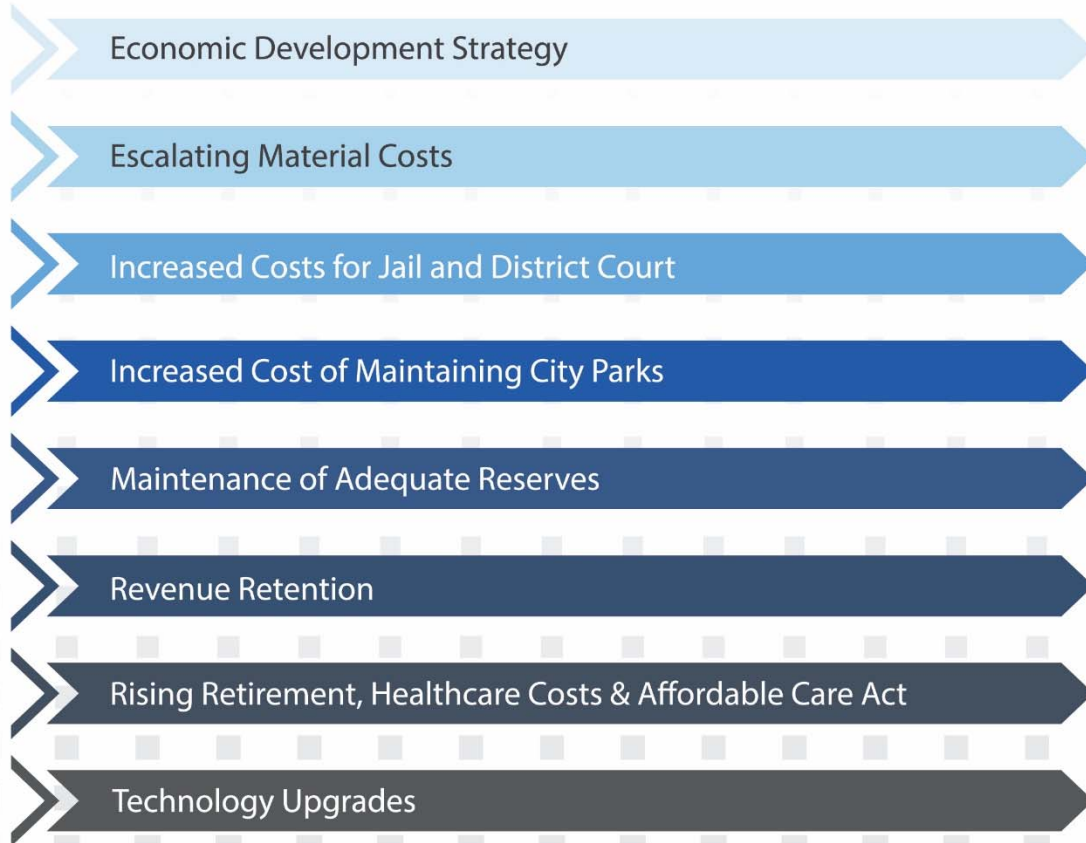 Economic Development Strategy
Escalating Material Costs
Increased Costs for Jail and District Court
Increased Cost of Maintaining City Parks
Maintenance of Adequate Reserves
Revenue Retention
Rising Retirement, Healthcare Costs & Affordable Care Act
Technology Upgrades